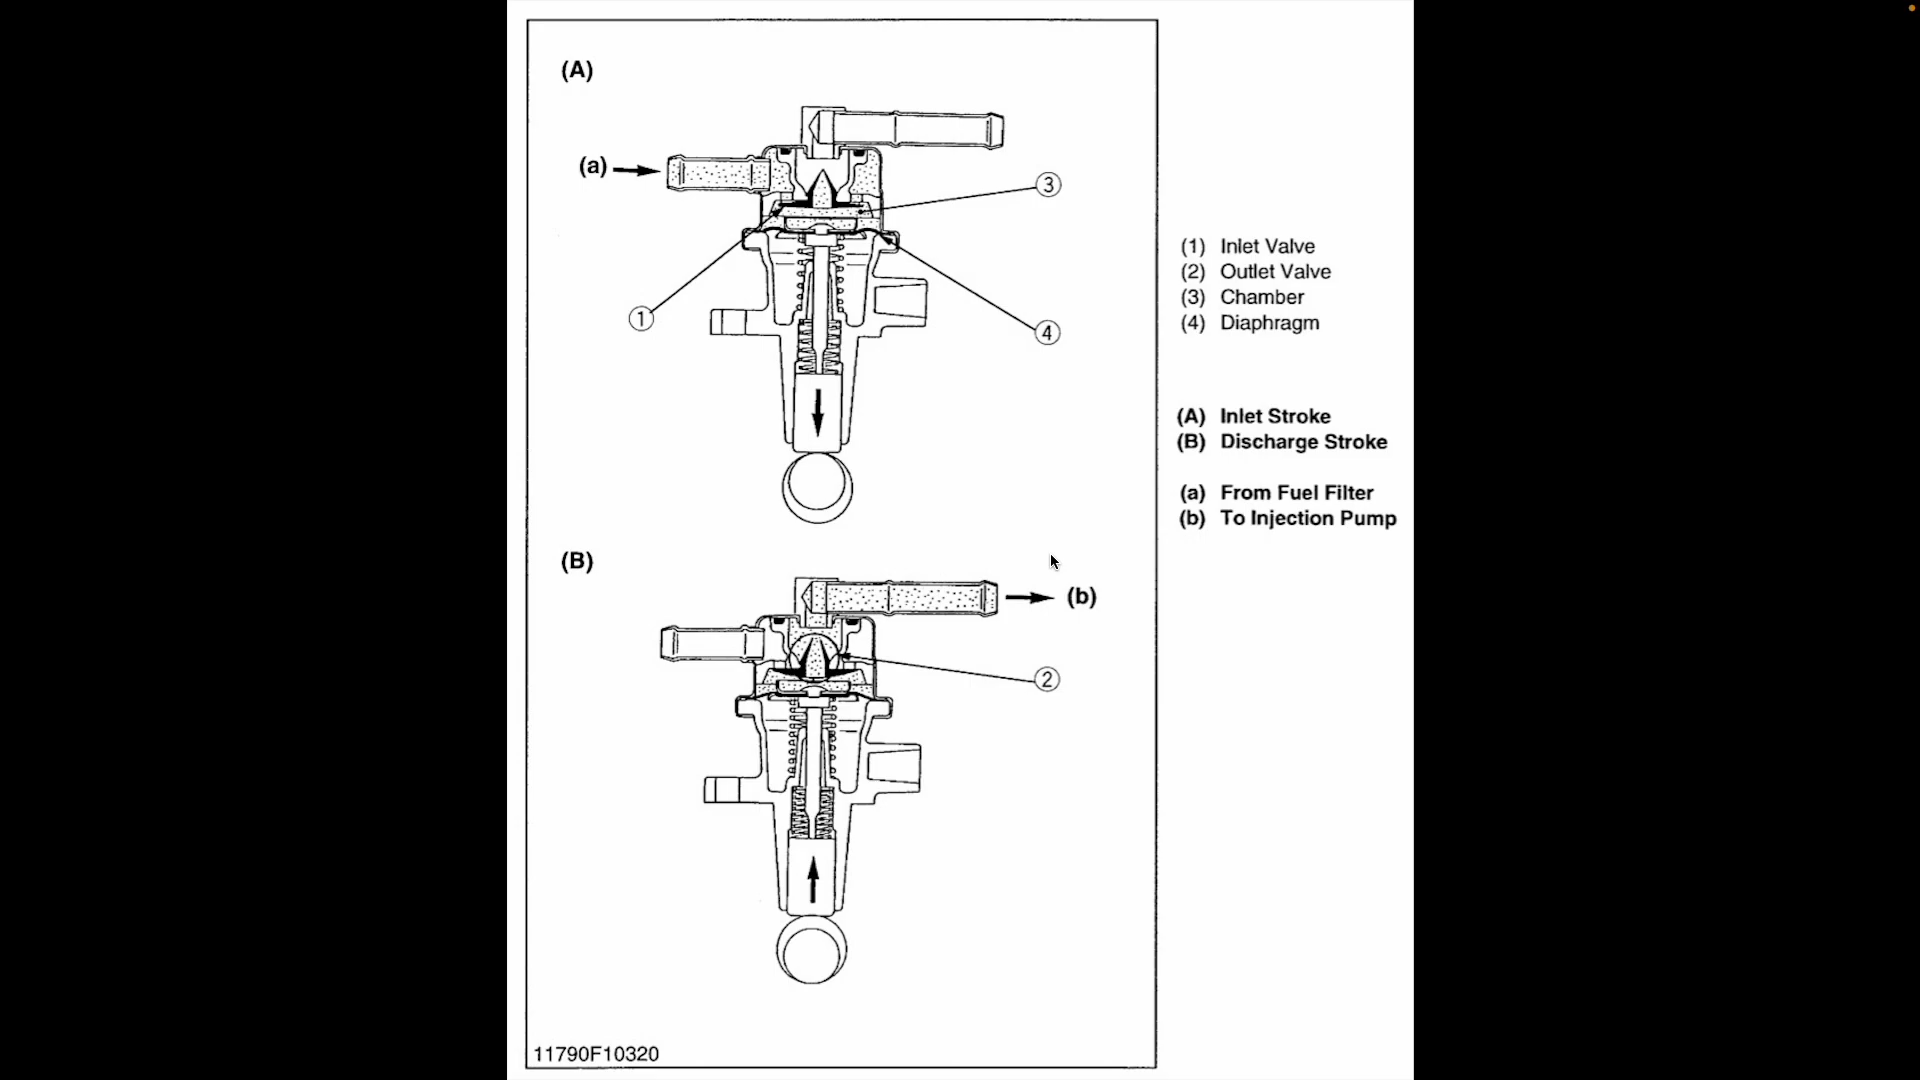 (A)
(a)
3
1
4
(1) Inlet Valve
(2) Outlet Valve
(3) Chamber
(4) Diaphragm
(A) Inlet Stroke
(B) Discharge Stroke
(a) From Fuel Filter
(b) To Injection Pump
(B)
(b)
2
11790F10320